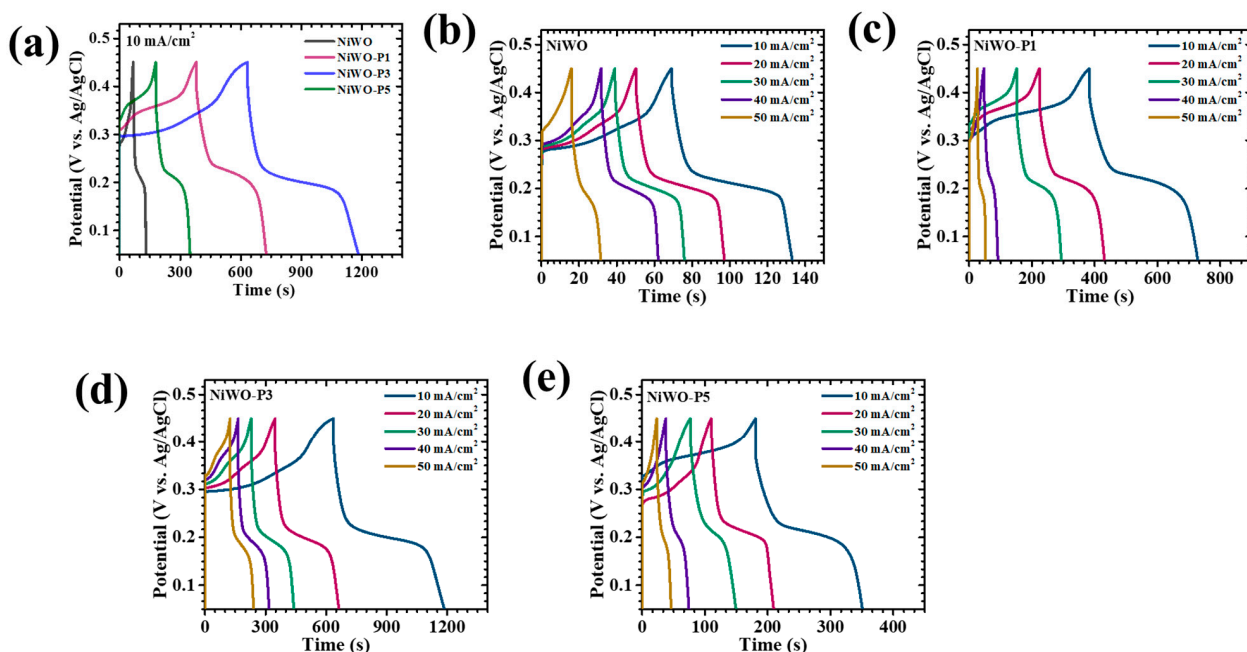 (a)
10 mA/cm²
NiWO
NiWO-P1
NiWO-P3
NiWO-P5
0.5
0.4
0.3
0.2
0.1
Potential (V vs. Ag/AgCl)
0 300 600 900 1200
Time (s)
(b)
NiWO
10 mA/cm²
20 mA/cm²
30 mA/cm²
40 mA/cm²
50 mA/cm²
0.5
0.4
0.3
0.2
0.1
Potential (V vs. Ag/AgCl)
0 20 40 60 80 100 120 140
Time (s)
(c)
NiWO-P1
10 mA/cm²
20 mA/cm²
30 mA/cm²
40 mA/cm²
50 mA/cm²
0.5
0.4
0.3
0.2
0.1
Potential (V vs. Ag/AgCl)
0 200 400 600 800
Time (s)
(d)
NiWO-P3
10 mA/cm²
20 mA/cm²
30 mA/cm²
40 mA/cm²
50 mA/cm²
0.5
0.4
0.3
0.2
0.1
Potential (V vs. Ag/AgCl)
0 300 600 900 1200
Time (s)
(e)
NiWO-P5
10 mA/cm²
20 mA/cm²
30 mA/cm²
40 mA/cm²
50 mA/cm²
0.5
0.4
0.3
0.2
0.1
Potential (V vs. Ag/AgCl)
0 100 200 300 400
Time (s)